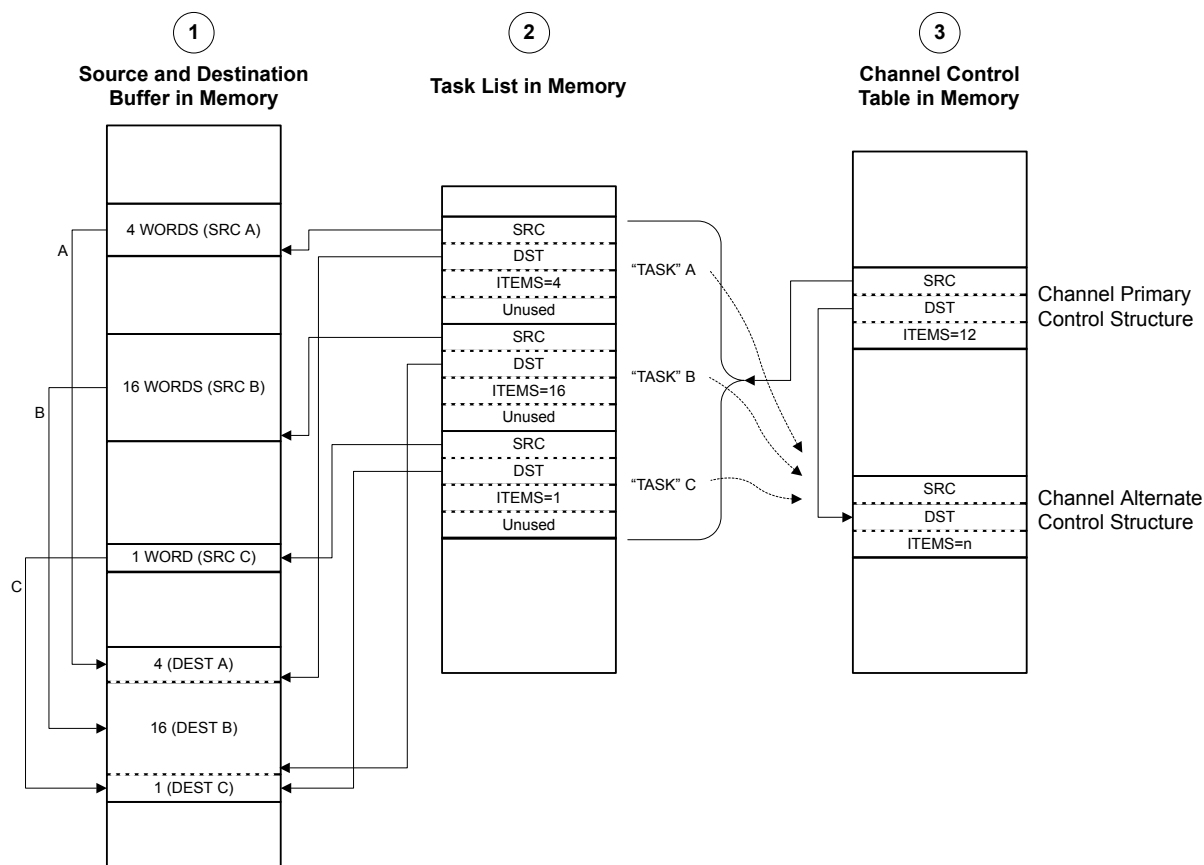 1
Source and Destination
Buffer in Memory
4 WORDS (SRC A)
16 WORDS (SRC B)
1 WORD (SRC C)
4 (DEST A)
16 (DEST B)
1 (DEST C)
A
B
C
2
Task List in Memory
SRC
DST
ITEMS=4
Unused
SRC
DST
ITEMS=16
Unused
SRC
DST
ITEMS=1
Unused
“TASK” A
“TASK” B
“TASK” C
3
Channel Control
Table in Memory
SRC
DST
ITEMS=12
Channel Primary
Control Structure
SRC
DST
ITEMS=n
Channel Alternate
Control Structure